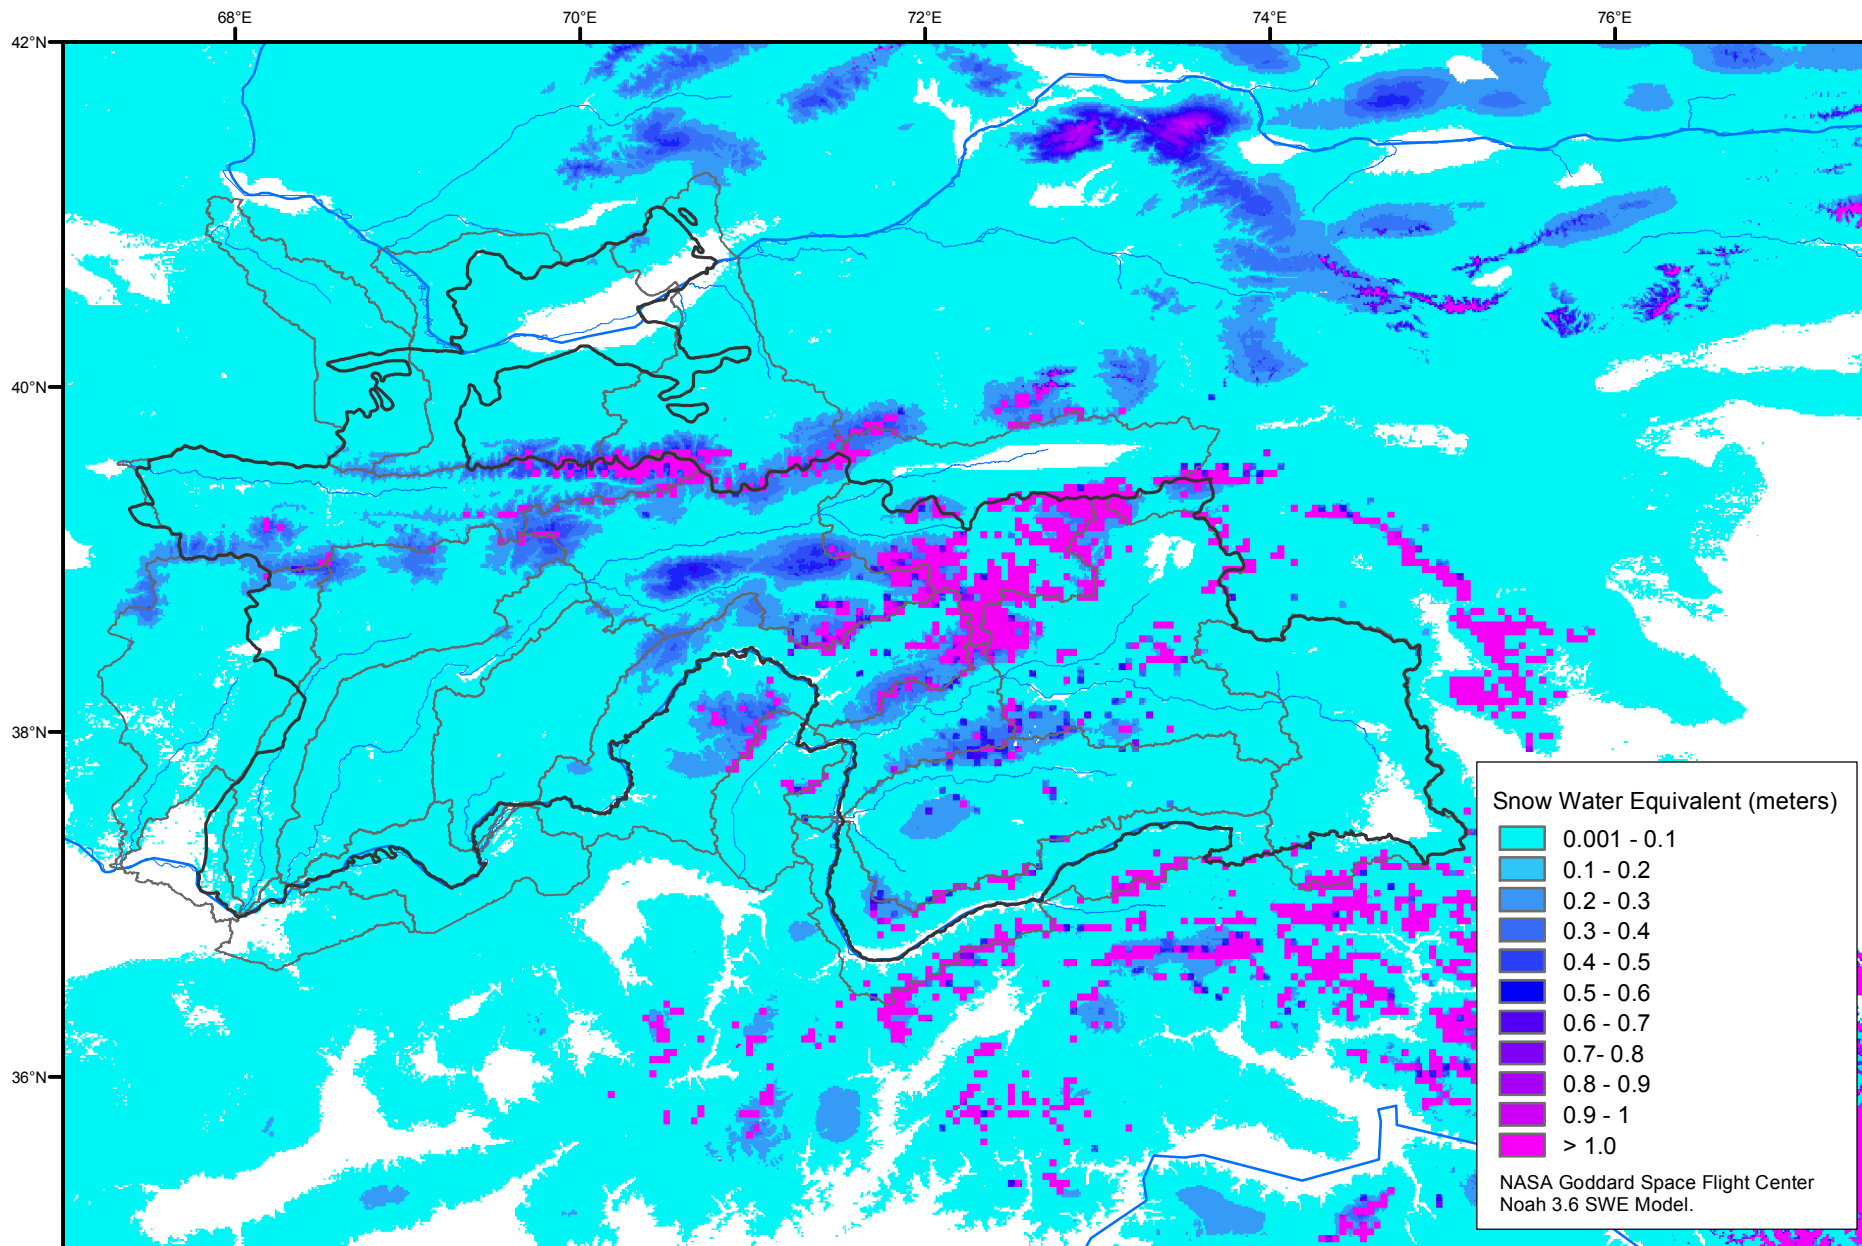 68°E 70°E 72°E 74°E 76°E
42°N
40°N
38°N
36°N
Snow Water Equivalent (meters)
0.001 - 0.1
0.1 - 0.2
0.2 - 0.3
0.3 - 0.4
0.4 - 0.5
0.5 - 0.6
0.6 - 0.7
0.7- 0.8
0.8 - 0.9
0.9 - 1
> 1.0
NASA Goddard Space Flight Center
Noah 3.6 SWE Model.